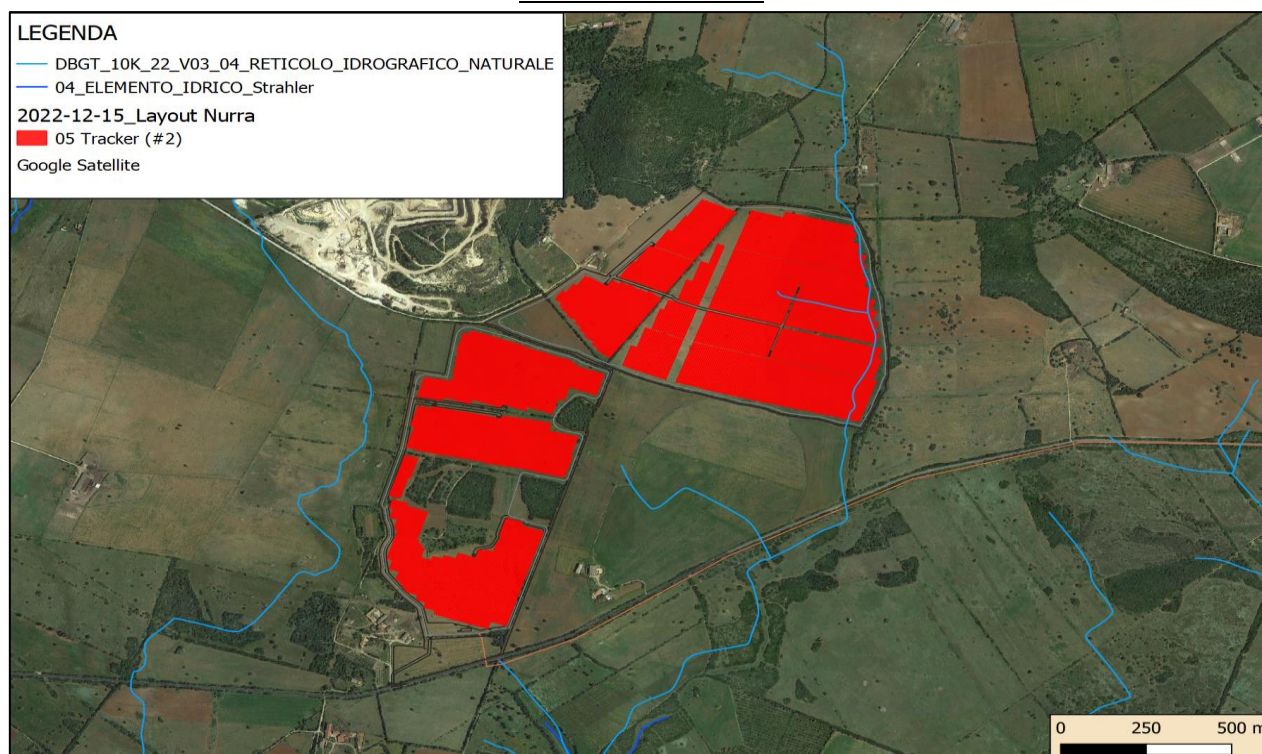 LEGENDA
DBGT_10K_22_V03_04_RETICOLO_IDROGRAFICO_NATURALE
04_ELEMENTO_IDRICO_Strahler
2022-12-15_Layout Nurra
05 Tracker (#2)
Google Satellite
0 250 500 m